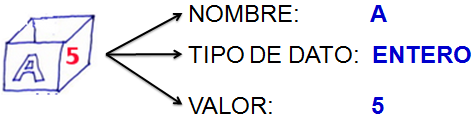 NOMBRE: A
A 5 TIPO DE DATO: ENTERO
VALOR: 5